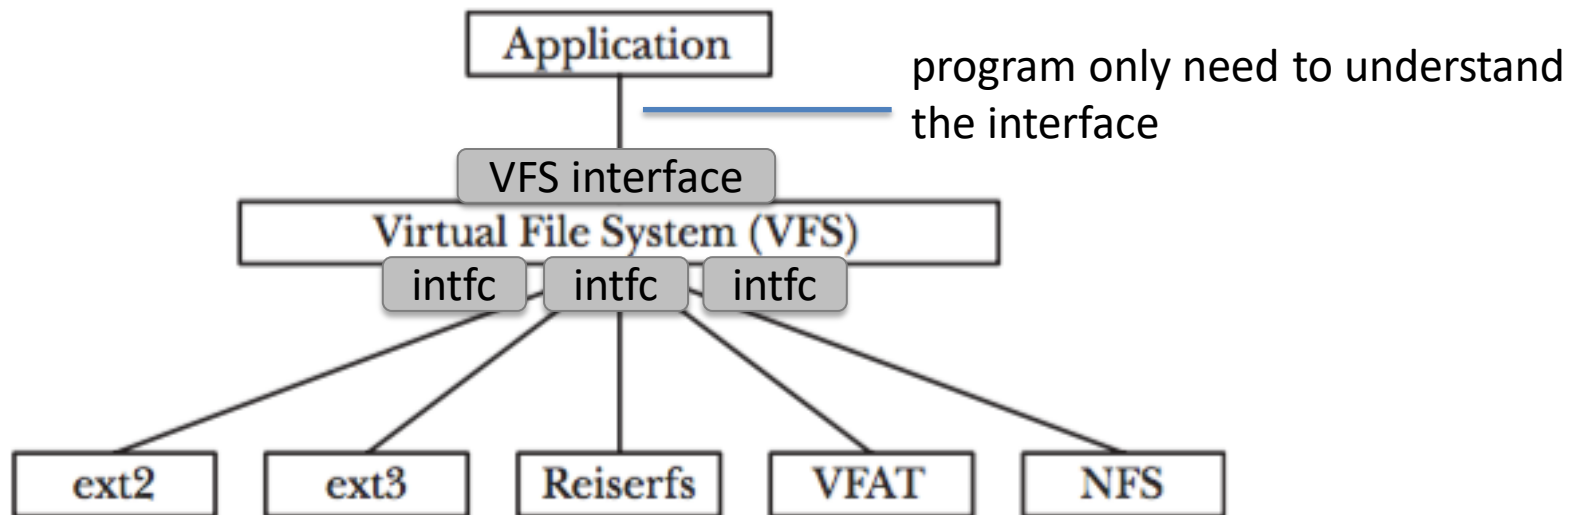 Application
program only need to understand
the interface
VFS interface
Virtual File System (VFS)
intfc intfc intfc
ext2 ext3 Reiserfs VFAT NFS